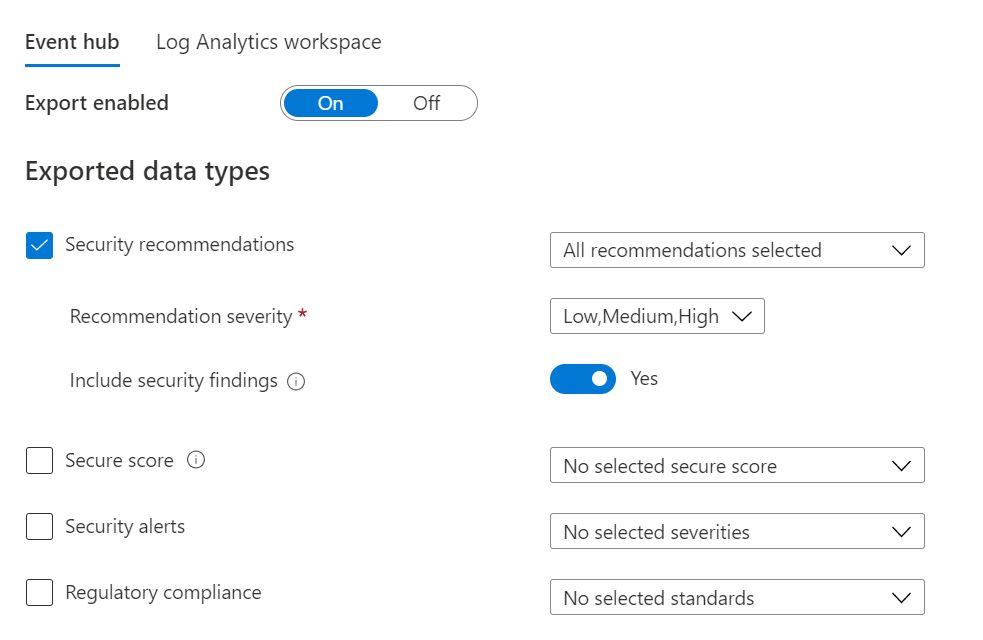 Event hub Log Analytics workspace
Export enabled On Off
Exported data types
Security recommendations All recommendations selected
Recommendation severity * Low,Medium,High
Include security findings Yes
Secure score No selected secure score
Security alerts No selected severities
Regulatory compliance No selected standards